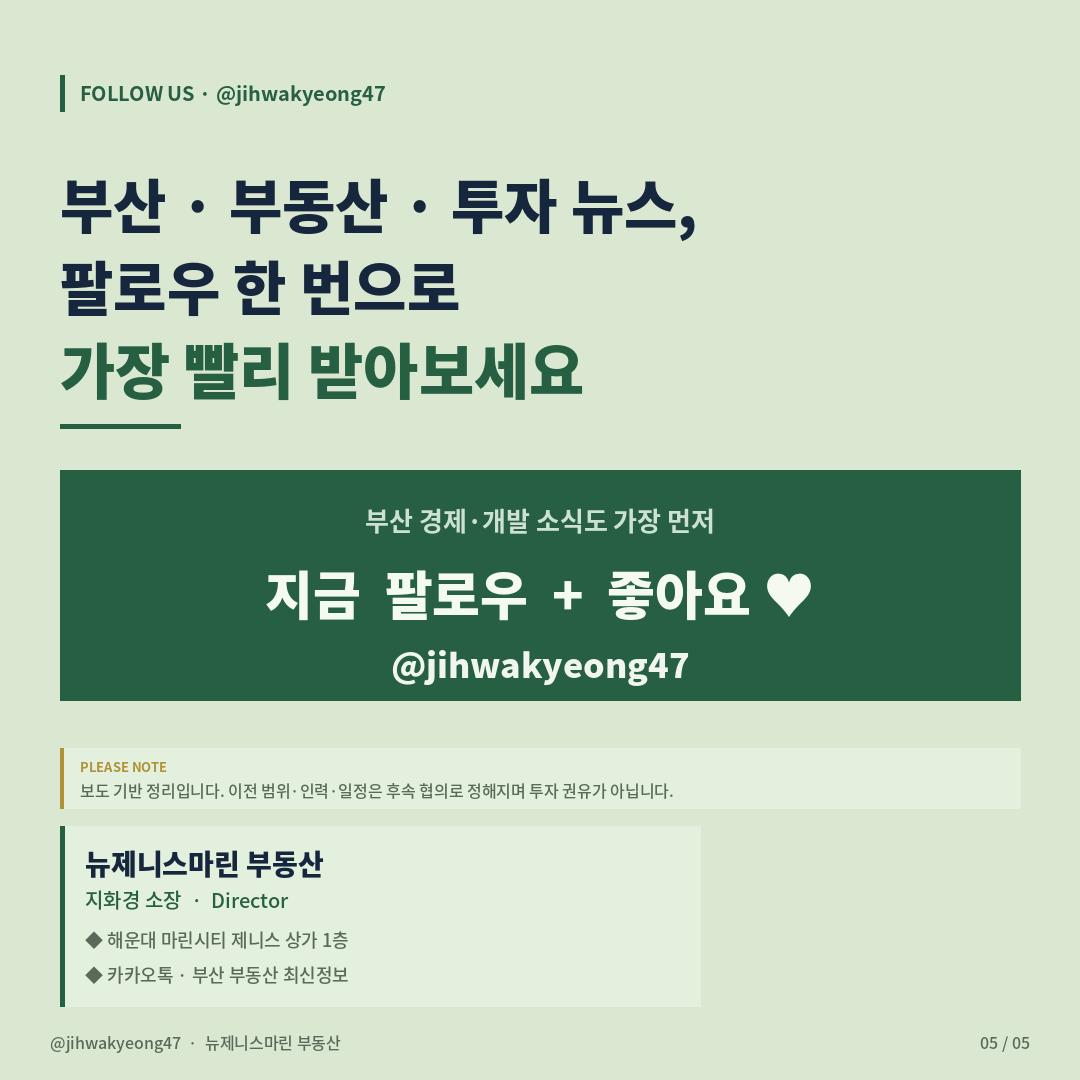 FOLLOW US · @jihwakyeong47
부산 · 부동산 · 투자 뉴스,
팔로우 한 번으로
가장 빨리 받아보세요
부산 경제·개발 소식도 가장 먼저
지금 팔로우 + 좋아요 ♥
@jihwakyeong47
PLEASE NOTE
보도 기반 정리입니다. 이전 범위·인력·일정은 후속 협의로 정해지며 투자 권유가 아닙니다.
뉴제니스마린 부동산
지화경 소장 · Director
◆ 해운대 마린시티 제니스 상가 1층
◆ 카카오톡 · 부산 부동산 최신정보
@jihwakyeong47 · 뉴제니스마린 부동산
05 / 05